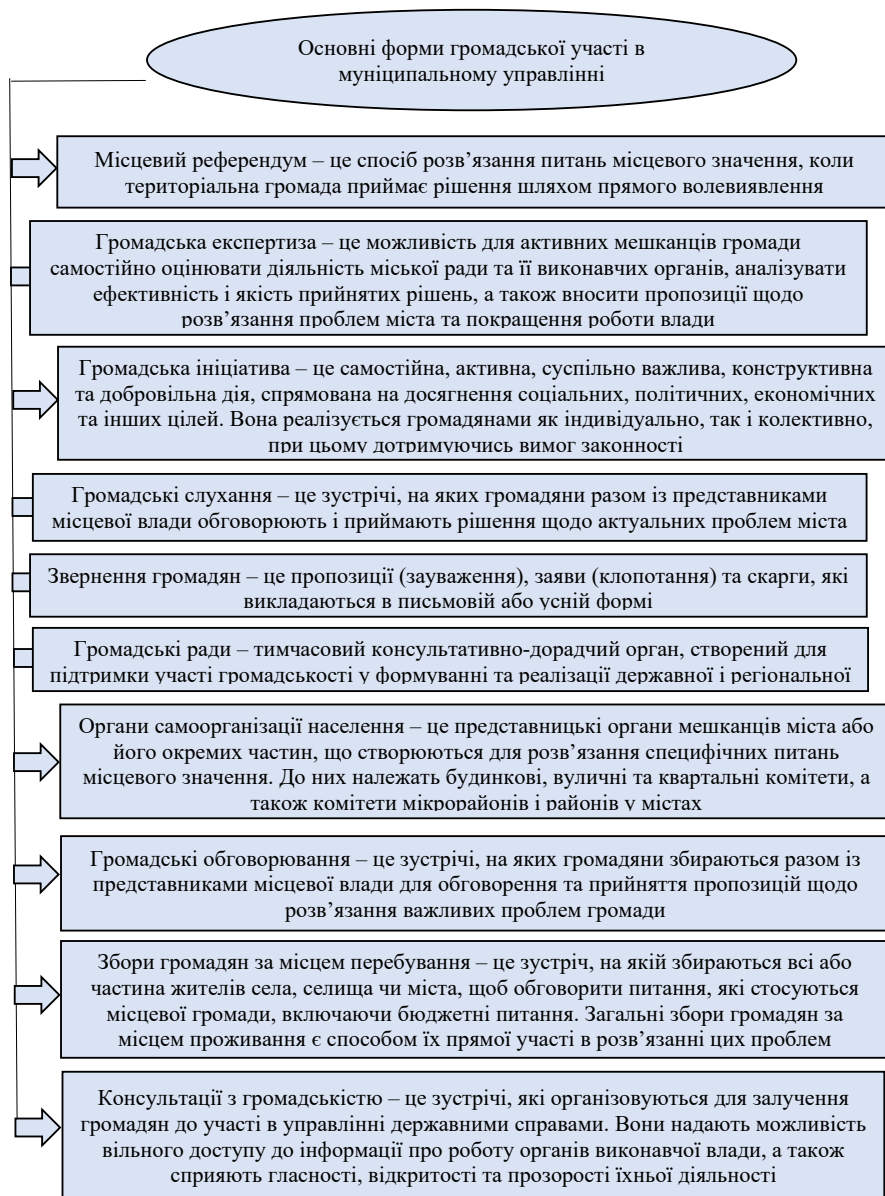 Основні форми громадської участі в
муніципальному управлінні
Місцевий референдум – це спосіб розв’язання питань місцевого значення, коли
територіальна громада приймає рішення шляхом прямого волевиявлення
Громадська експертиза – це можливість для активних мешканців громади
самостійно оцінювати діяльність міської ради та її виконавчих органів, аналізувати
ефективність і якість прийнятих рішень, а також вносити пропозиції щодо
розв’язання проблем міста та покращення роботи влади
Громадська ініціатива – це самостійна, активна, суспільно важлива, конструктивна
та добровільна дія, спрямована на досягнення соціальних, політичних, економічних
та інших цілей. Вона реалізується громадянами як індивідуально, так і колективно,
при цьому дотримуючись вимог законності
Громадські слухання – це зустрічі, на яких громадяни разом із представниками
місцевої влади обговорюють і приймають рішення щодо актуальних проблем міста
Звернення громадян – це пропозиції (зауваження), заяви (клопотання) та скарги, які
викладаються в письмовій або усній формі
Громадські ради – тимчасовий консультативно-дорадчий орган, створений для
підтримки участі громадськості у формуванні та реалізації державної і регіональної
Органи самоорганізації населення – це представницькі органи мешканців міста або
його окремих частин, що створюються для розв’язання специфічних питань
місцевого значення. До них належать будинкові, вуличні та квартальні комітети, а
також комітети мікрорайонів і районів у містах
Громадські обговорювання – це зустрічі, на яких громадяни збираються разом із
представниками місцевої влади для обговорення та прийняття пропозицій щодо
розв’язання важливих проблем громади
Збори громадян за місцем перебування – це зустріч, на якій збираються всі або
частина жителів села, селища чи міста, щоб обговорити питання, які стосуються
місцевої громади, включаючи бюджетні питання. Загальні збори громадян за
місцем проживання є способом їх прямої участі в розв’язанні цих проблем
Консультації з громадськістю – це зустрічі, які організовуються для залучення
громадян до участі в управлінні державними справами. Вони надають можливість
вільного доступу до інформації про роботу органів виконавчої влади, а також
сприяють гласності, відкритості та прозорості їхньої діяльності